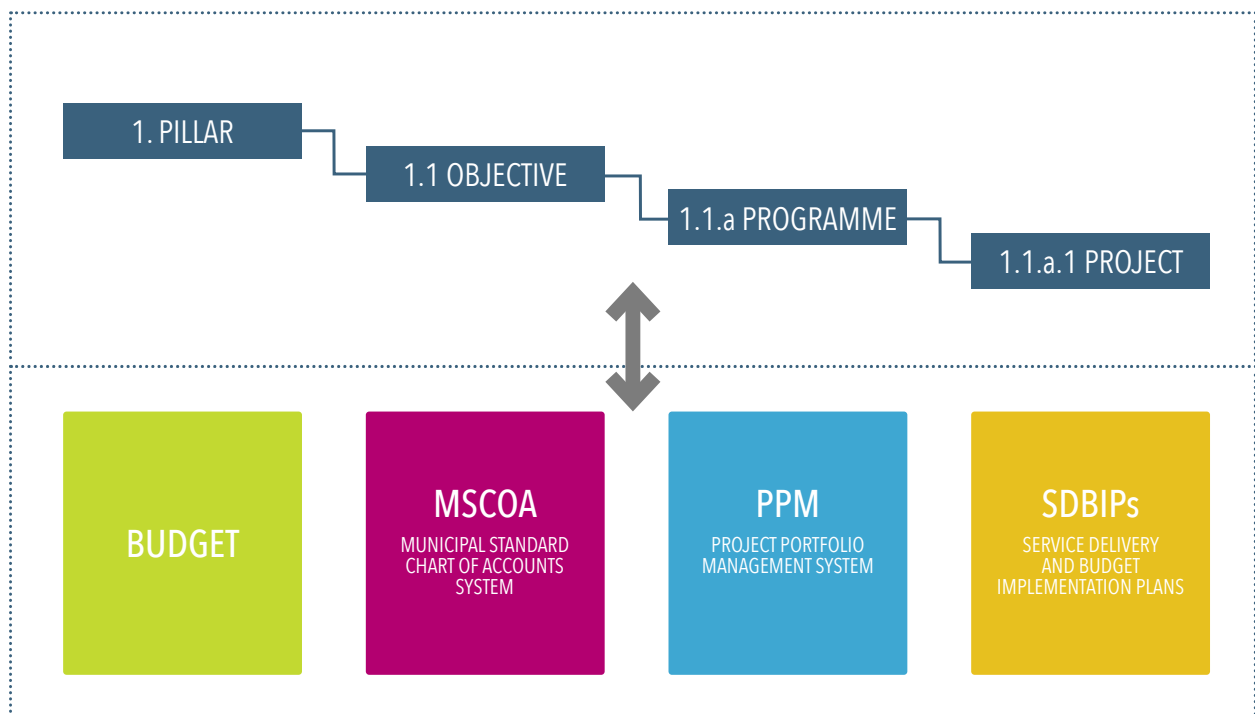 1. PILLAR
1.1 OBJECTIVE
1.1.a PROGRAMME
1.1.a.1 PROJECT
BUDGET
MSCOA
MUNICIPAL STANDARD
CHART OF ACCOUNTS
SYSTEM
PPM
PROJECT PORTFOLIO
MANAGEMENT SYSTEM
SDBIPs
SERVICE DELIVERY
AND BUDGET
IMPLEMENTATION PLANS